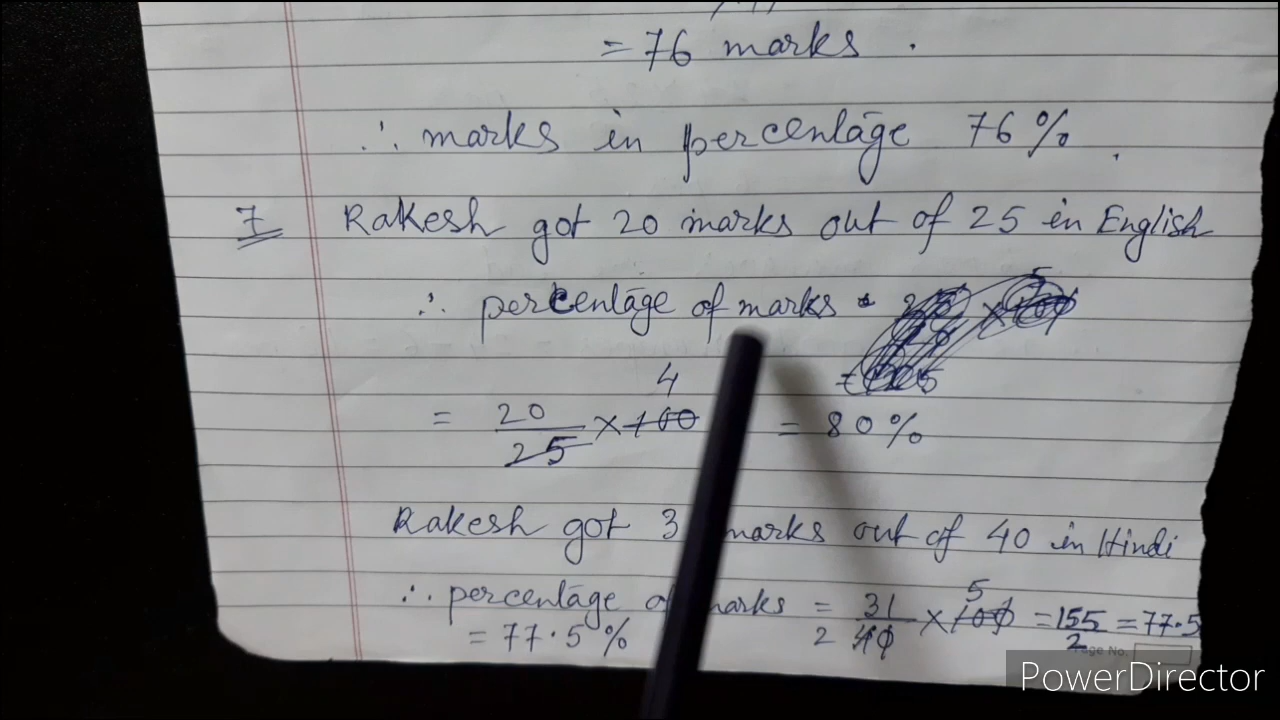 = 76 marks .
∴ marks in percentage 76%
7 Rakesh got 20 marks out of 25 in English
∴ percentage of marks =
4
= 20/25 × 100 = 80%
Rakesh got 3 marks out of 40 in Hindi
∴ percentage of marks = 31/40 × 100 = 155/2 = 77.5
5
2
= 77.5%
Page No.
PowerDirector